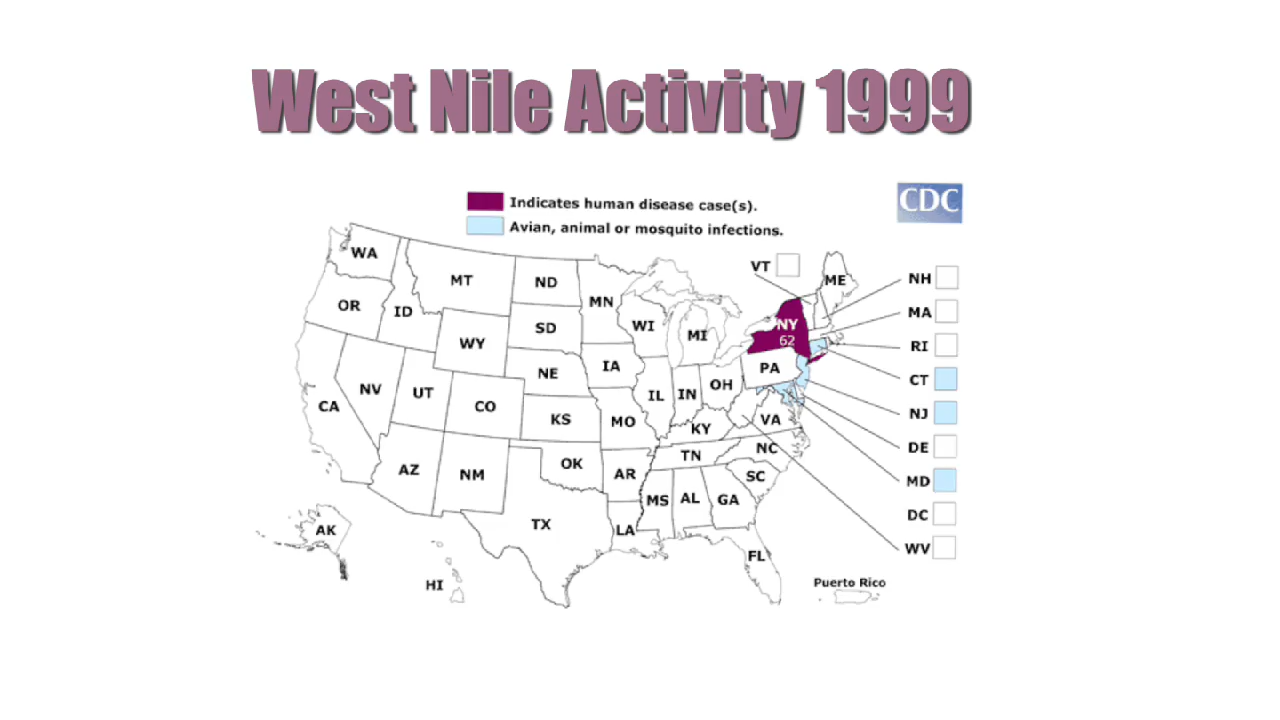 West Nile Activity 1999
CDC
Indicates human disease case(s).
Avian, animal or mosquito infections.
VT
WA
MT
ND
MN
ME
NH
OR
ID
SD
WI
MI
NY
62
MA
WY
RI
IA
PA
NE
CT
NV
UT
CO
IL
IN
OH
CA
KS
MO
KY
VA
NJ
DE
NC
TN
OK
AZ
NM
AR
SC
MD
MS
AL
GA
DC
TX
LA
AK
WV
FL
HI
Puerto Rico